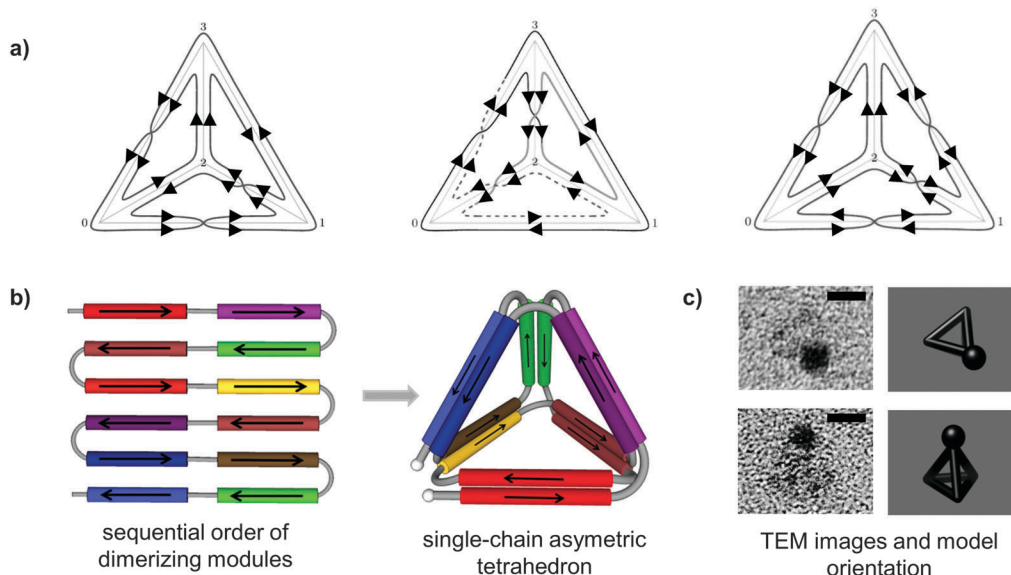 a)
3
2
0
1
3
2
0
1
3
2
0
1
b)
sequential order of
dimerizing modules
single-chain asymetric
tetrahedron
c)
TEM images and model
orientation